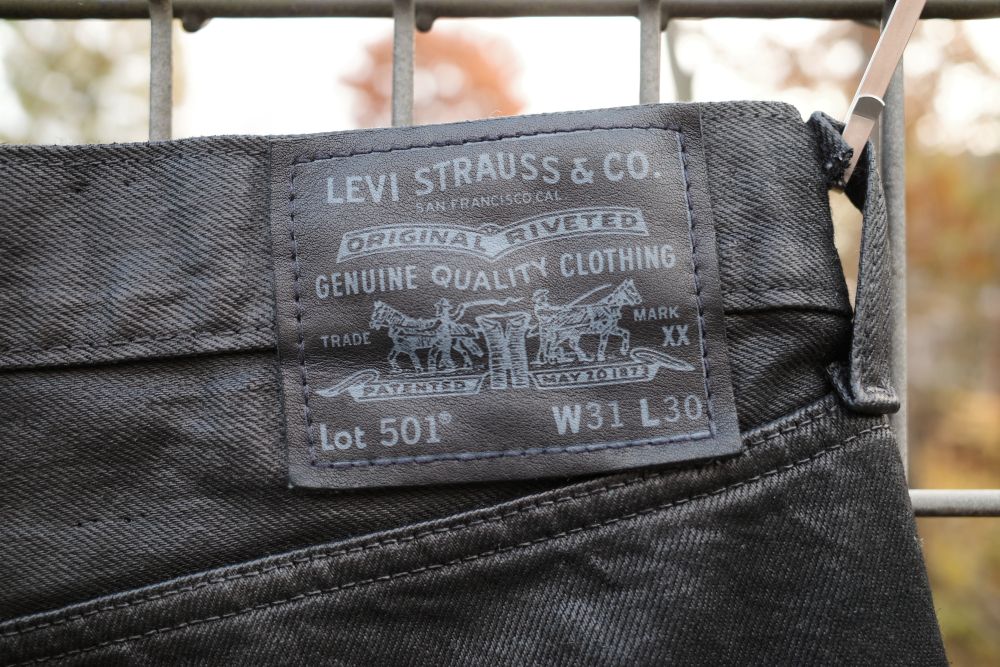 LEVI STRAUSS & CO.
SAN FRANCISCO CAL
ORIGINAL RIVETED
GENUINE QUALITY CLOTHING
TRADE MARK
XX
PATENTED MAY 20 1873
Lot 501® W31 L30